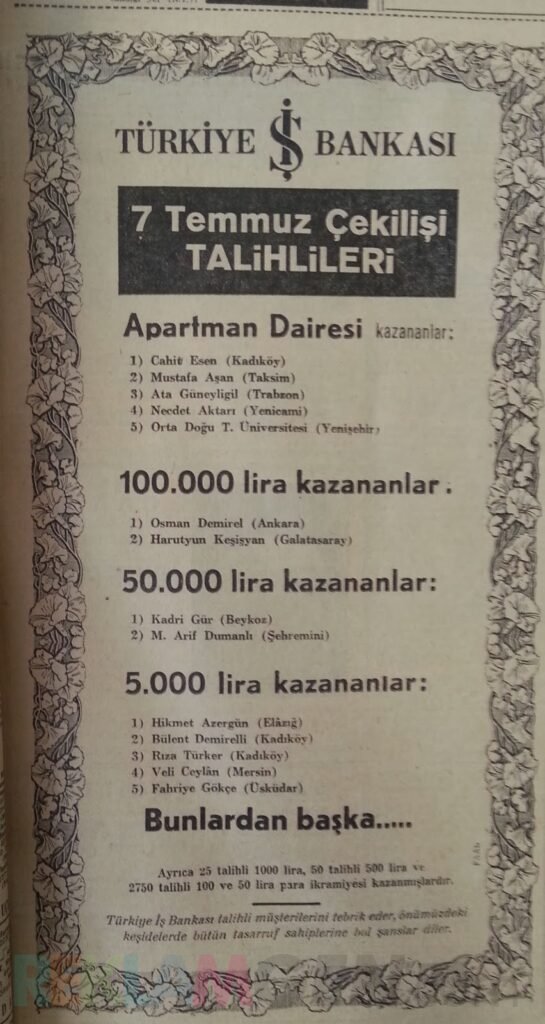 TÜRKİYE İŞ BANKASI
7 Temmuz Çekilişi
TALİHLİLERİ
Apartman Dairesi kazananlar:
1) Cahit Esen (Kadıköy)
2) Mustafa Aşan (Taksim)
3) Ata Güneyligil (Trabzon)
4) Necdet Aktarı (Yenicami)
5) Orta Doğu T. Üniversitesi (Yenişehir)
100.000 lira kazananlar.
1) Osman Demirel (Ankara)
2) Harutyun Keşişyan (Galatasaray)
50.000 lira kazananlar:
1) Kadri Gür (Beykoz)
2) M. Arif Dumanlı (Şehremini)
5.000 lira kazananlar:
1) Hikmet Azergün (Elâzığ)
2) Bülent Demirelli (Kadıköy)
3) Rıza Türker (Kadıköy)
4) Veli Ceylân (Mersin)
5) Fahriye Gökçe (Üsküdar)
Bunlardan başka.....
Ayrıca 25 talihli 1000 lira, 50 talihli 500 lira ve
2750 talihli 100 ve 50 lira para ikramiyesi kazanmışlardır.
Türkiye İş Bankası talihli müşterilerini tebrik eder, önümüzdeki
keşidelerde bütün tasarruf sahiplerine bol şanslar diler.